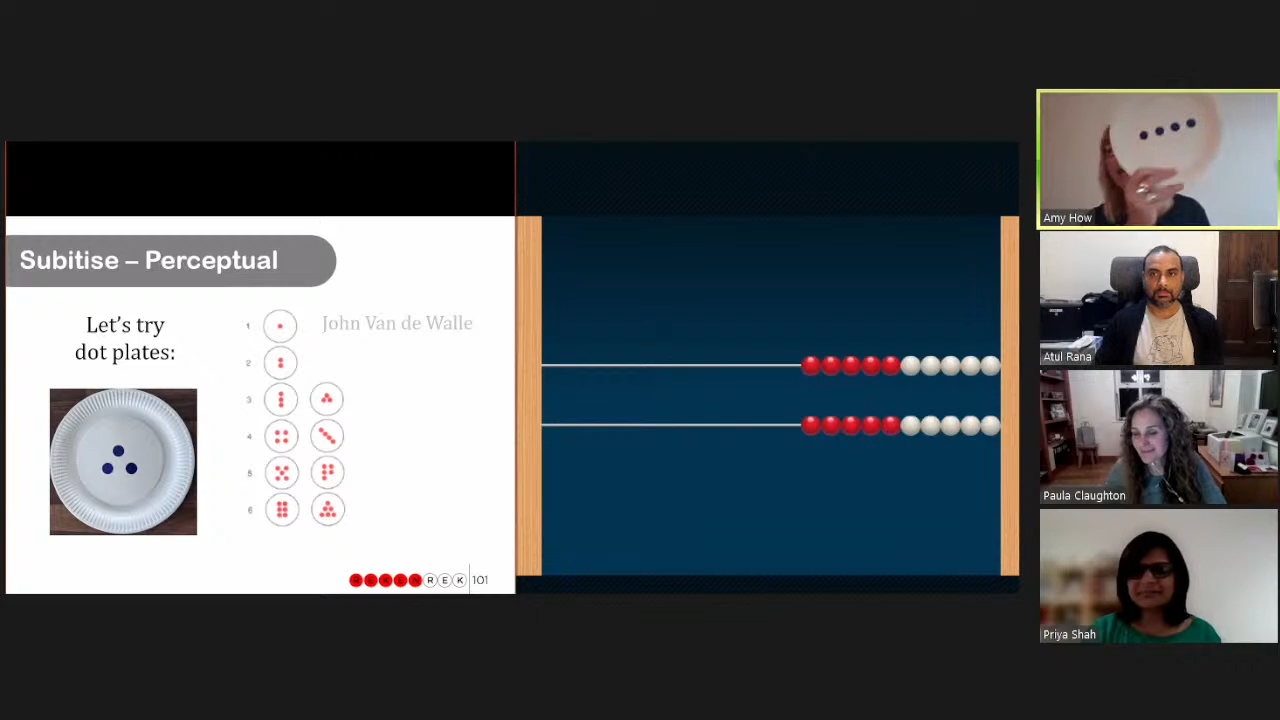 Subitise – Perceptual
Let's try
dot plates:
John Van de Walle
1
2
3
4
5
6
REKENREK 101
Amy How
Atul Rana
Paula Claughton
Priya Shah